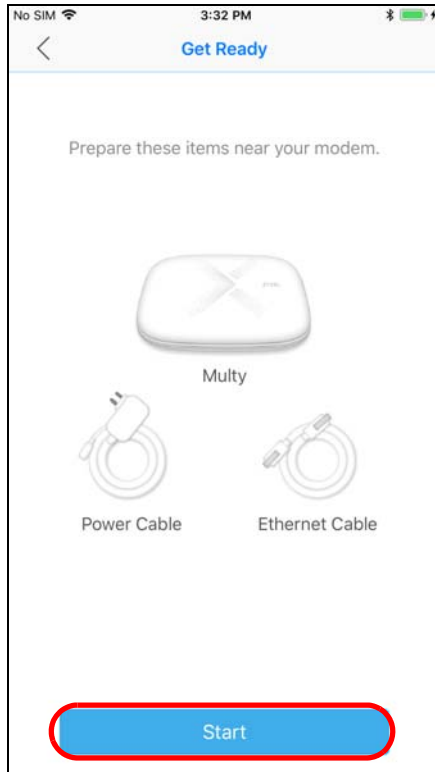 No SIM 3:32 PM
Get Ready
Prepare these items near your modem.
Multy
Power Cable
Ethernet Cable
Start